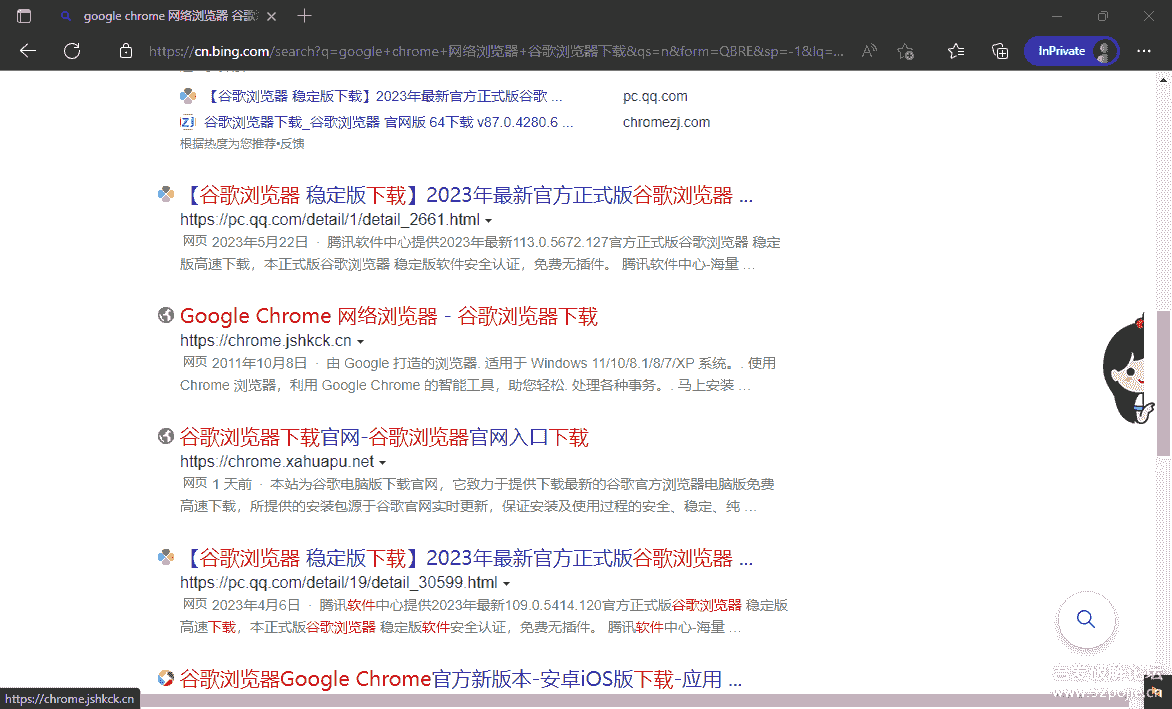 google chrome 网络浏览器 谷歌
https://cn.bing.com/search?q=google+chrome+网络浏览器+谷歌浏览器下载&qs=n&form=QBRE&sp=-1&lq=...
InPrivate
【谷歌浏览器 稳定版下载】2023年最新官方正式版谷歌 ... pc.qq.com
谷歌浏览器下载_谷歌浏览器 官网版 64下载 v87.0.4280.6 ... chromezj.com
根据热度为您推荐•反馈
【谷歌浏览器 稳定版下载】2023年最新官方正式版谷歌浏览器 ...
https://pc.qq.com/detail/1/detail_2661.html
网页 2023年5月22日 · 腾讯软件中心提供2023年最新113.0.5672.127官方正式版谷歌浏览器 稳定
版高速下载，本正式版谷歌浏览器 稳定版软件安全认证，免费无插件。 腾讯软件中心-海量 ...
Google Chrome 网络浏览器 - 谷歌浏览器下载
https://chrome.jshkck.cn
网页 2011年10月8日 · 由 Google 打造的浏览器. 适用于 Windows 11/10/8.1/8/7/XP 系统。. 使用
Chrome 浏览器，利用 Google Chrome 的智能工具，助您轻松. 处理各种事务。. 马上安装 ...
谷歌浏览器下载官网-谷歌浏览器官网入口下载
https://chrome.xahuapu.net
网页 1 天前 · 本站为谷歌电脑版下载官网，它致力于提供下载最新的谷歌官方浏览器电脑版免费
高速下载，所提供的安装包源于谷歌官网实时更新，保证安装及使用过程的安全、稳定、纯 ...
【谷歌浏览器 稳定版下载】2023年最新官方正式版谷歌浏览器 ...
https://pc.qq.com/detail/19/detail_30599.html
网页 2023年4月6日 · 腾讯软件中心提供2023年最新109.0.5414.120官方正式版谷歌浏览器 稳定版
高速下载，本正式版谷歌浏览器 稳定版软件安全认证，免费无插件。 腾讯软件中心-海量 ...
谷歌浏览器Google Chrome官方新版本-安卓iOS版下载-应用 ...
https://chrome.jshkck.cn
吾爱破解论坛
www.52pojie.cn